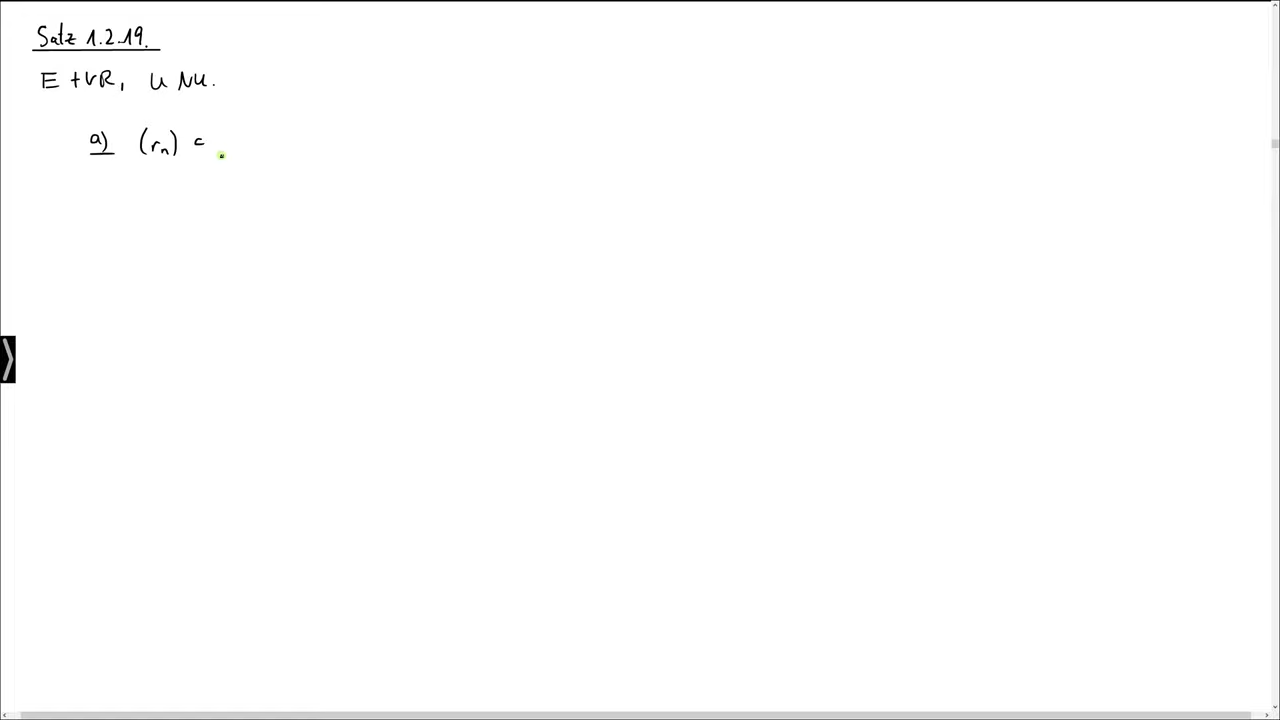 Satz 1.2.19.
E tVR, U NU.
a) (rₙ) ⊂